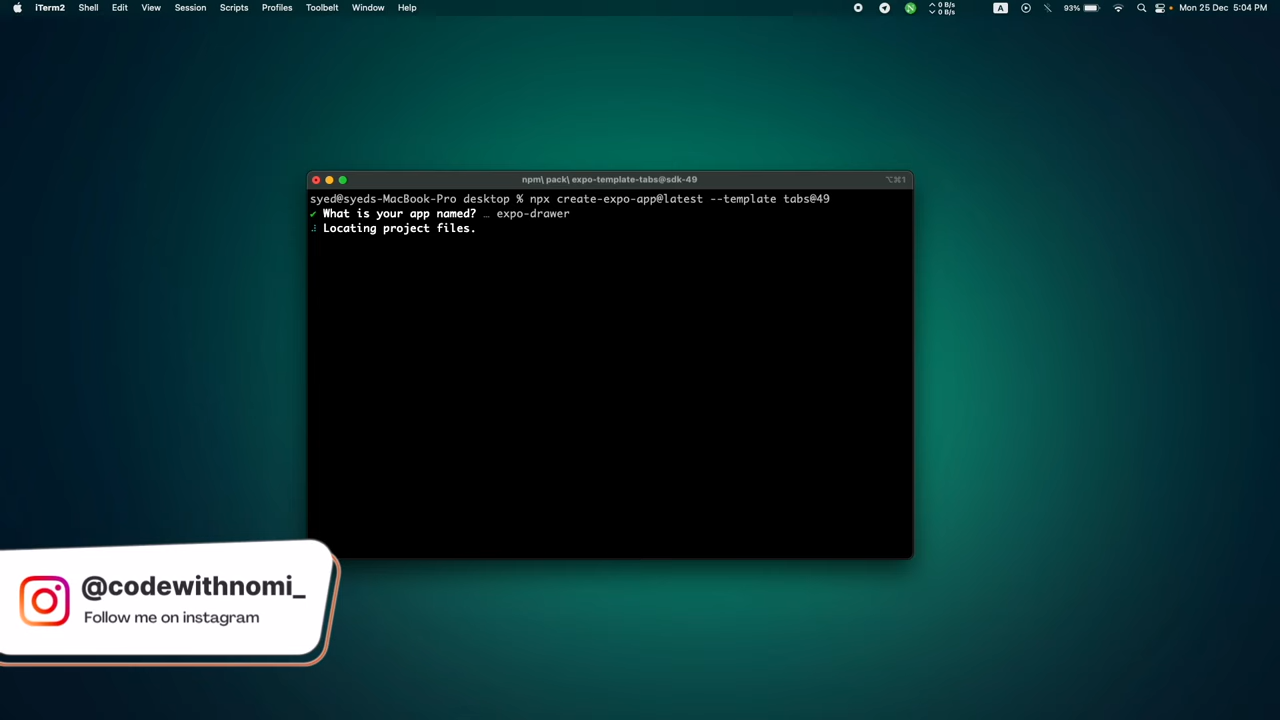 iTerm2 Shell Edit View Session Scripts Profiles Toolbelt Window Help
0 B/s
0 B/s
A 93% Mon 25 Dec 5:04 PM
npm\ pack\ expo-template-tabs@sdk-49 ⌥⌘1
syed@syeds-MacBook-Pro desktop % npx create-expo-app@latest --template tabs@49
✔ What is your app named? … expo-drawer
Locating project files.
@codewithnomi_
Follow me on instagram